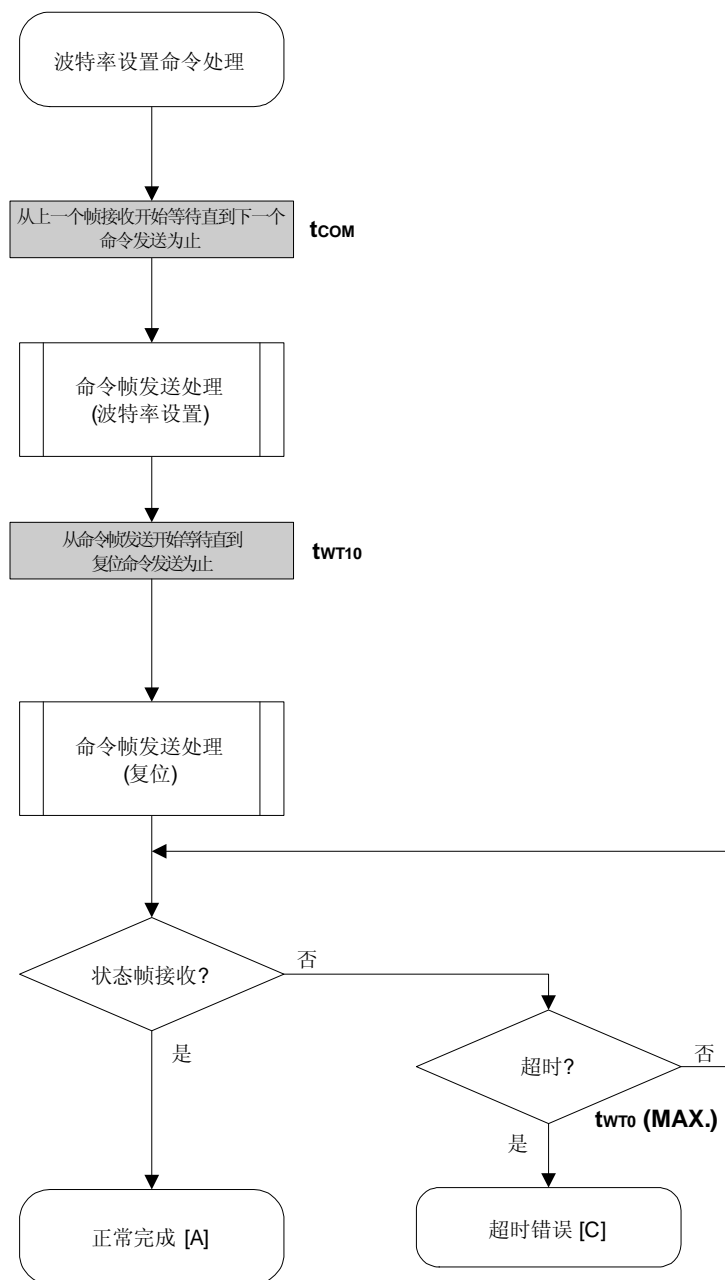 波特率设置命令处理
从上一个帧接收开始等待直到下一个
命令发送为止
tCOM
命令帧发送处理
(波特率设置)
从命令帧发送开始等待直到
复位命令发送为止
tWT10
命令帧发送处理
(复位)
状态帧接收?
否
是
超时?
否
tWT0 (MAX.)
是
正常完成 [A]
超时错误 [C]